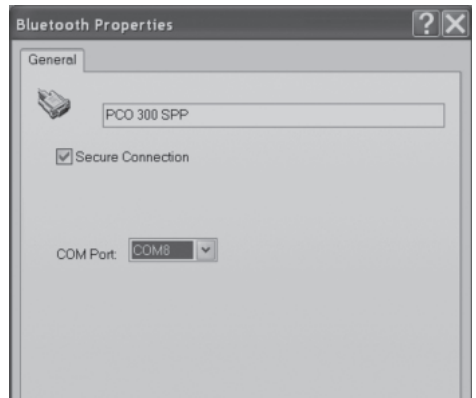 Bluetooth Properties
General
PCO 300 SPP
Secure Connection
COM Port: COM8